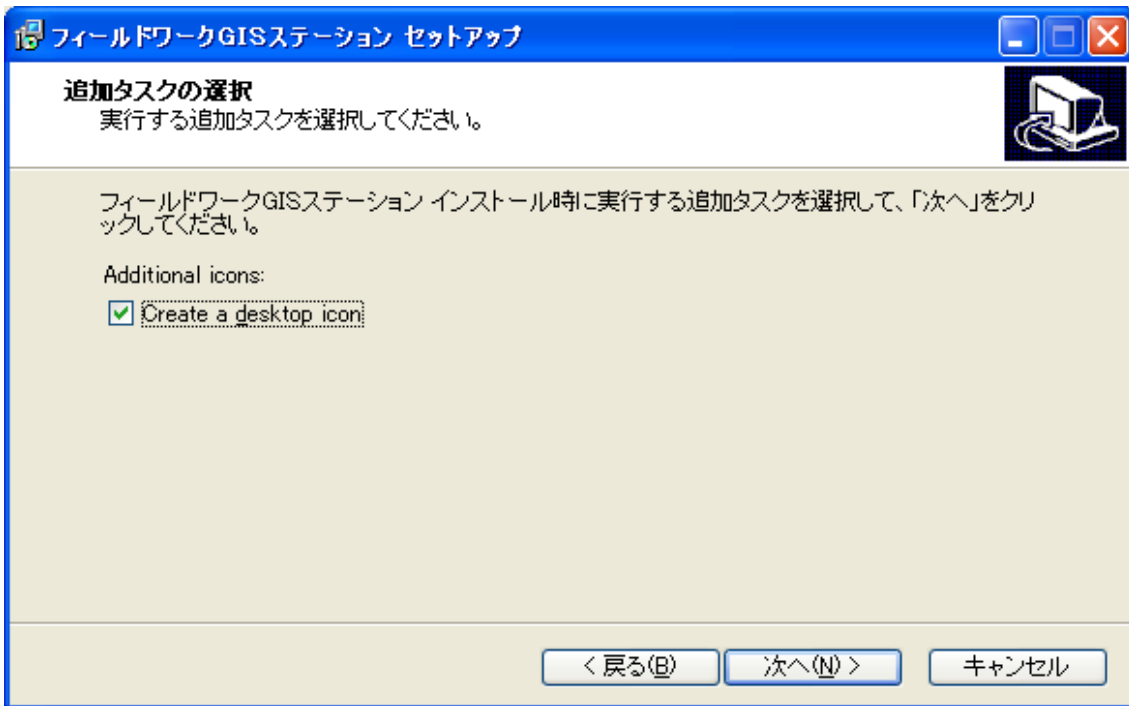 フィールドワークGISステーション セットアップ
追加タスクの選択
実行する追加タスクを選択してください。
フィールドワークGISステーション インストール時に実行する追加タスクを選択して、「次へ」をクリ
ックしてください。
Additional icons:
Create a desktop icon
< 戻る(B) 次へ(N) > キャンセル